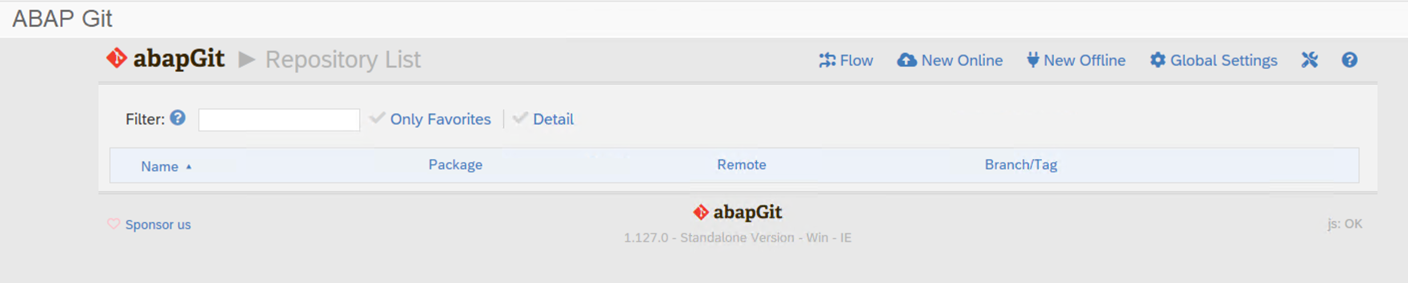 ABAP Git
abapGit ▶ Repository List Flow New Online New Offline Global Settings
Filter: Only Favorites | Detail
Name ▲ Package Remote Branch/Tag
Sponsor us abapGit js: OK
1.127.0 - Standalone Version - Win - IE